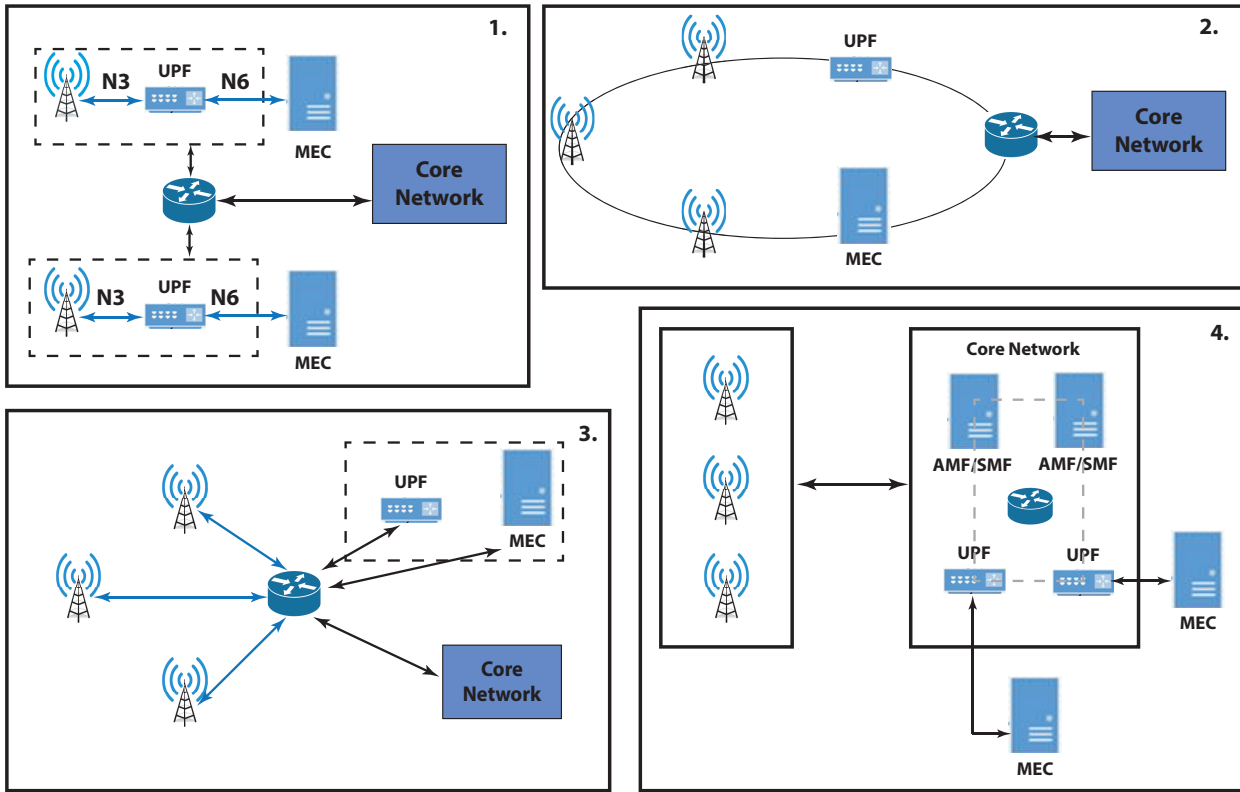 1.
UPF
N3
N6
MEC
Core
Network
UPF
N3
N6
MEC
2.
UPF
Core
Network
MEC
3.
UPF
MEC
Core
Network
4.
Core Network
AMF/SMF
AMF/SMF
UPF
UPF
MEC
MEC